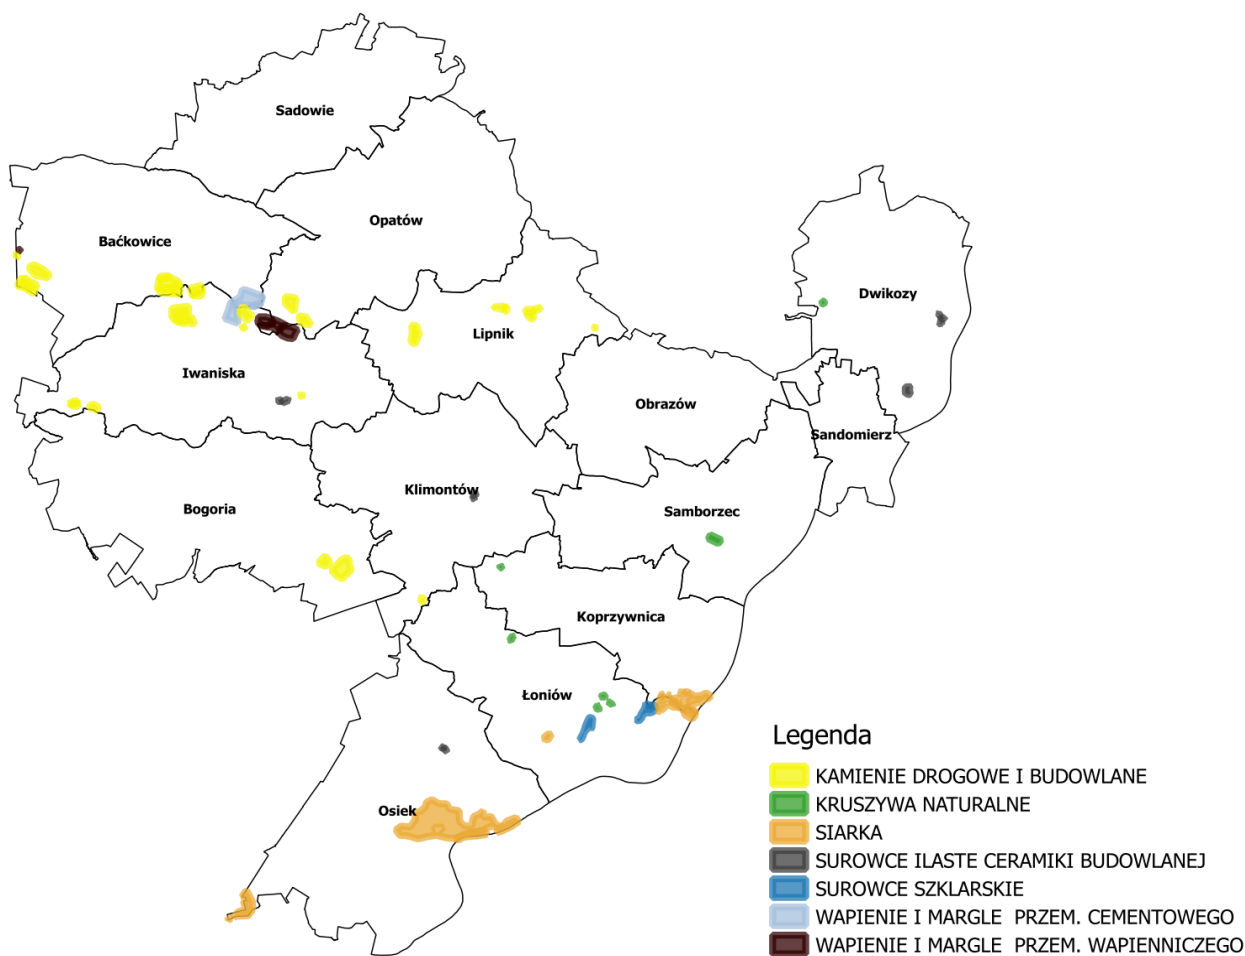 Sadowie
Opatów
Baćkowice
Dwikozy
Lipnik
Iwaniska
Obrazów
Sandomierz
Klimontów
Bogoria
Samborzec
Koprzywnica
Łoniów
Osiek
Legenda
KAMIENIE DROGOWE I BUDOWLANE
KRUSZYWA NATURALNE
SIARKA
SUROWCE ILASTE CERAMIKI BUDOWLANEJ
SUROWCE SZKLARSKIE
WAPIENIE I MARGLE PRZEM. CEMENTOWEGO
WAPIENIE I MARGLE PRZEM. WAPIENNICZEGO